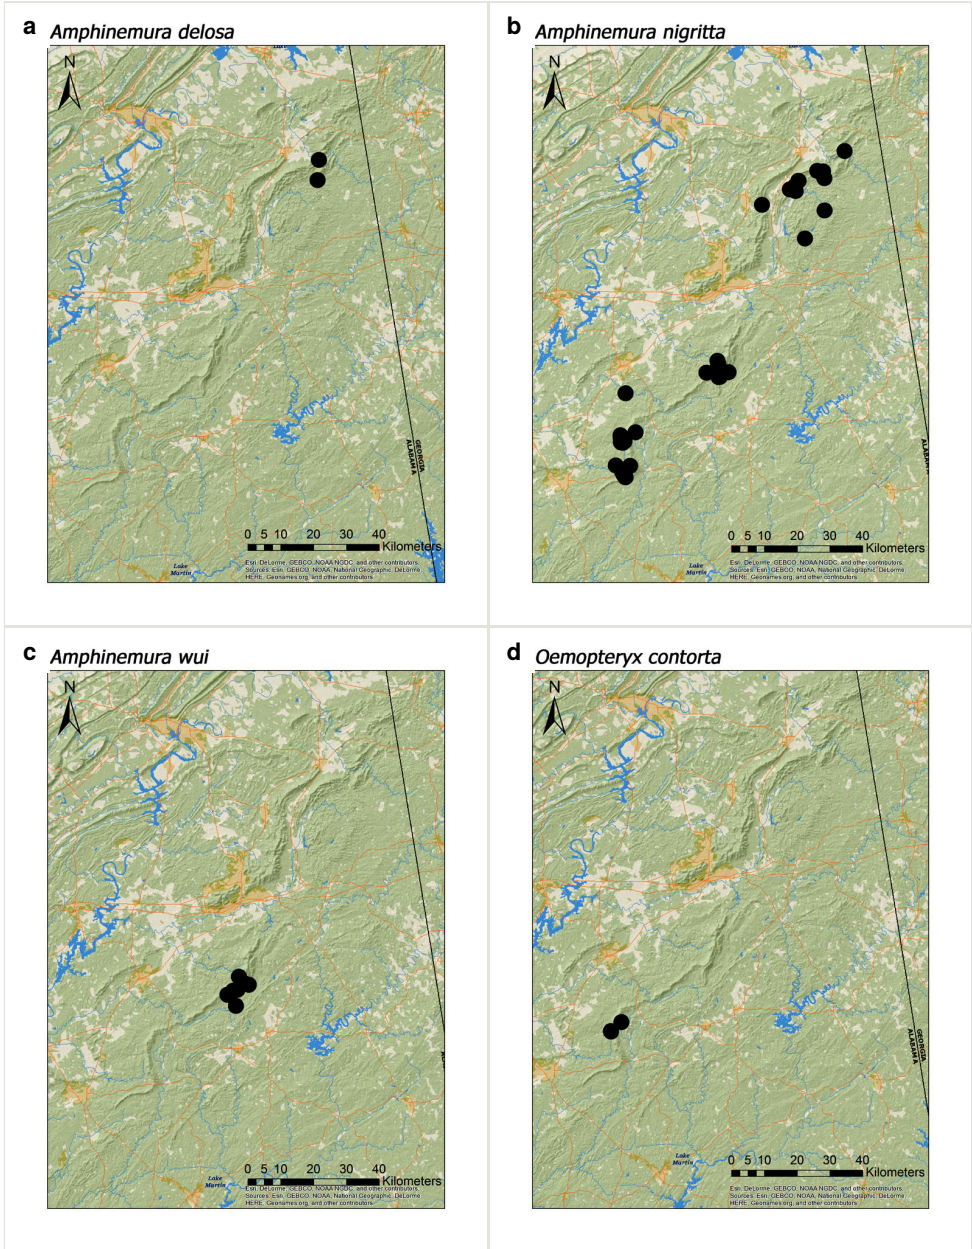 a Amphinemura delosa
N
GEORGIA
ALABAMA
0 5 10 20 30 40
Kilometers
Esri, DeLorme, GEBCO, NOAA NGDC, and other contributors
Sources: Esri, GEBCO, NOAA, National Geographic, DeLorme,
HERE, Geonames.org, and other contributors
Lake
Martin
b Amphinemura nigritta
N
0 5 10 20 30 40
Kilometers
Esri, DeLorme, GEBCO, NOAA NGDC, and other contributors
Sources: Esri, GEBCO, NOAA, National Geographic, DeLorme,
HERE, Geonames.org, and other contributors
Lake
Martin
c Amphinemura wui
N
0 5 10 20 30 40
Kilometers
Lake
Martin
Esri, DeLorme, GEBCO, NOAA NGDC, and other contributors
Sources: Esri, GEBCO, NOAA, National Geographic, DeLorme,
HERE, Geonames.org, and other contributors
d Oemopteryx contorta
N
GEORGIA
ALABAMA
Lake
Martin
0 5 10 20 30 40
Kilometers
Esri, DeLorme, GEBCO, NOAA NGDC, and other contributors
Sources: Esri, GEBCO, NOAA, National Geographic, DeLorme,
HERE, Geonames.org, and other contributors